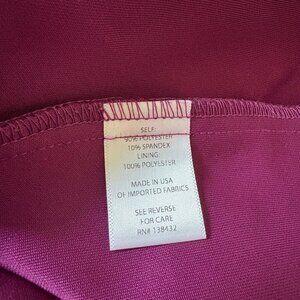 SELF:
90% POLYESTER
10% SPANDEX
LINING:
100% POLYESTER
MADE IN USA
OF IMPORTED FABRICS
SEE REVERSE
FOR CARE
RN# 138432